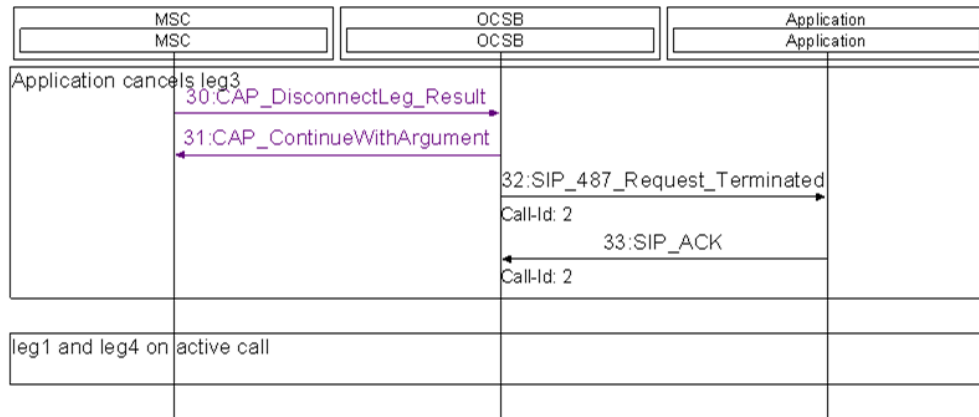 MSC
OCSB
Application
MSC
OCSB
Application
Application cancels leg3
30:CAP_DisconnectLeg_Result
31:CAP_ContinueWithArgument
32:SIP_487_Request_Terminated
Call-Id: 2
33:SIP_ACK
Call-Id: 2
leg1 and leg4 on active call